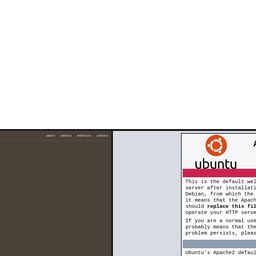 ABOUT SERVICES PORTFOLIO CONTACT
A
ubuntu
This is the default wel
server after installati
Debian, from which the
it means that the Apach
should replace this fil
operate your HTTP serve
If you are a normal use
probably means that the
problem persists, pleas
Ubuntu's Apache2 defaul